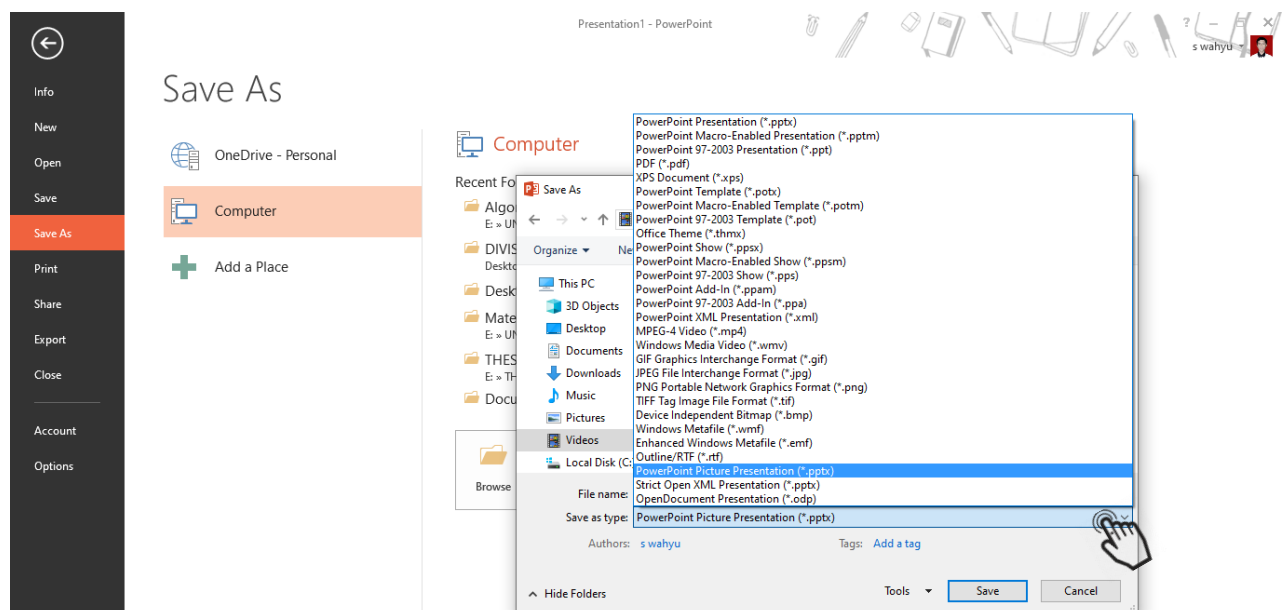 Presentation1 - PowerPoint
?
s wahyu
Info
New
Open
Save
Save As
Print
Share
Export
Close
Account
Options
Save As
OneDrive - Personal
Computer
Add a Place
Computer
Recent Fo
Algo
E: » UN
DIVIS
Deskto
Desk
Mate
E: » UN
THES
E: » TH
Docu
Browse
Save As
Organize
Ne
This PC
3D Objects
Desktop
Documents
Downloads
Music
Pictures
Videos
Local Disk (C:
PowerPoint Presentation (*.pptx)
PowerPoint Macro-Enabled Presentation (*.pptm)
PowerPoint 97-2003 Presentation (*.ppt)
PDF (*.pdf)
XPS Document (*.xps)
PowerPoint Template (*.potx)
PowerPoint Macro-Enabled Template (*.potm)
PowerPoint 97-2003 Template (*.pot)
Office Theme (*.thmx)
PowerPoint Show (*.ppsx)
PowerPoint Macro-Enabled Show (*.ppsm)
PowerPoint 97-2003 Show (*.pps)
PowerPoint Add-In (*.ppam)
PowerPoint 97-2003 Add-In (*.ppa)
PowerPoint XML Presentation (*.xml)
MPEG-4 Video (*.mp4)
Windows Media Video (*.wmv)
GIF Graphics Interchange Format (*.gif)
JPEG File Interchange Format (*.jpg)
PNG Portable Network Graphics Format (*.png)
TIFF Tag Image File Format (*.tif)
Device Independent Bitmap (*.bmp)
Windows Metafile (*.wmf)
Enhanced Windows Metafile (*.emf)
Outline/RTF (*.rtf)
PowerPoint Picture Presentation (*.pptx)
Strict Open XML Presentation (*.pptx)
OpenDocument Presentation (*.odp)
File name:
Save as type: PowerPoint Picture Presentation (*.pptx)
Authors: s wahyu
Tags: Add a tag
Hide Folders
Tools
Save
Cancel